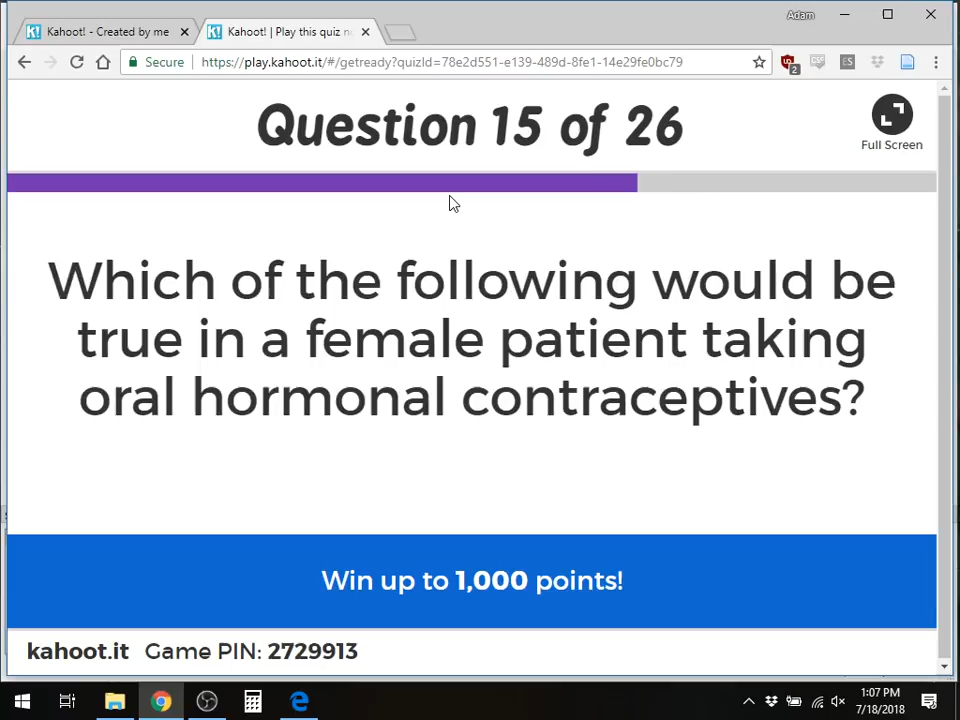 Adam
Kahoot! - Created by me
Kahoot! | Play this quiz n
Secure
https://play.kahoot.it/#/getready?quizId=78e2d551-e139-489d-8fe1-14e29fe0bc79
2
ES
Question 15 of 26
Full Screen
Which of the following would be
true in a female patient taking
oral hormonal contraceptives?
Win up to 1,000 points!
kahoot.it Game PIN: 2729913
1:07 PM
7/18/2018